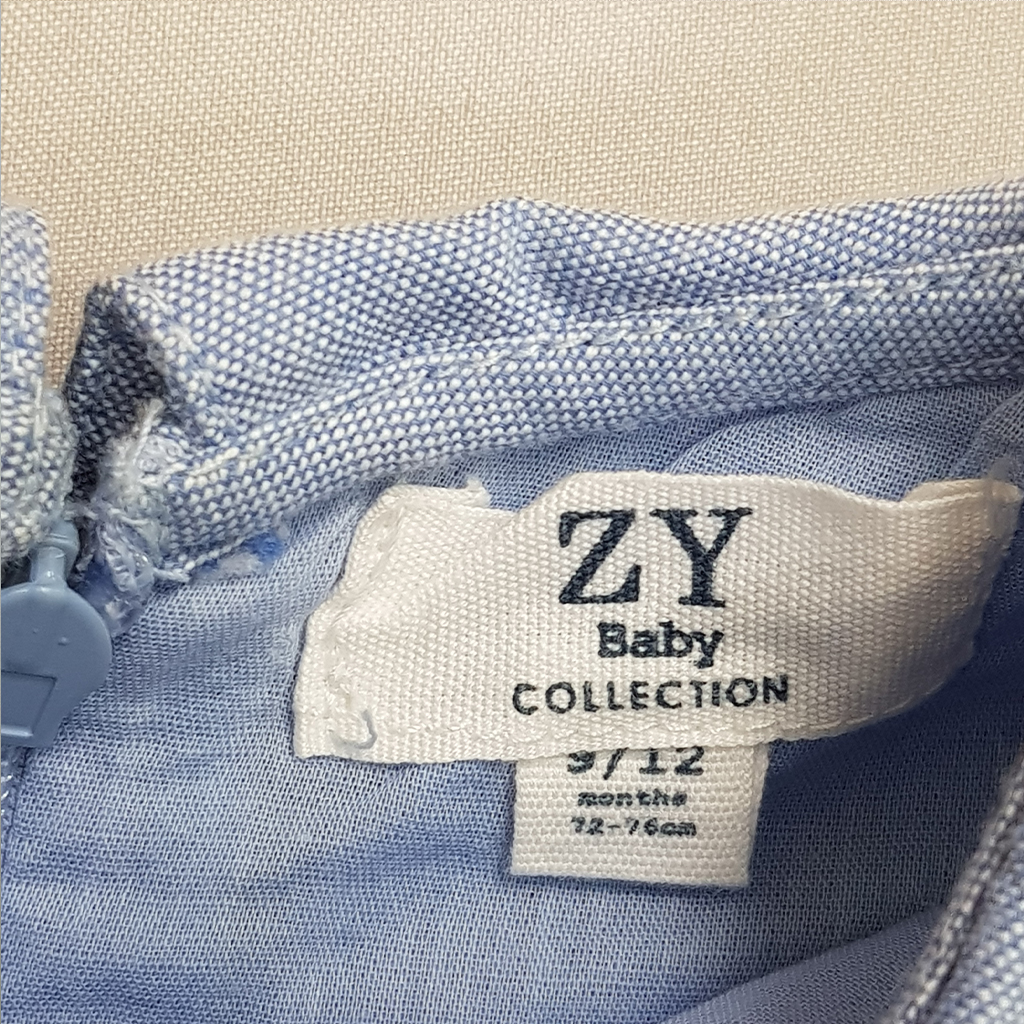 ZY
Baby
COLLECTION
9/12
months
72-76cm